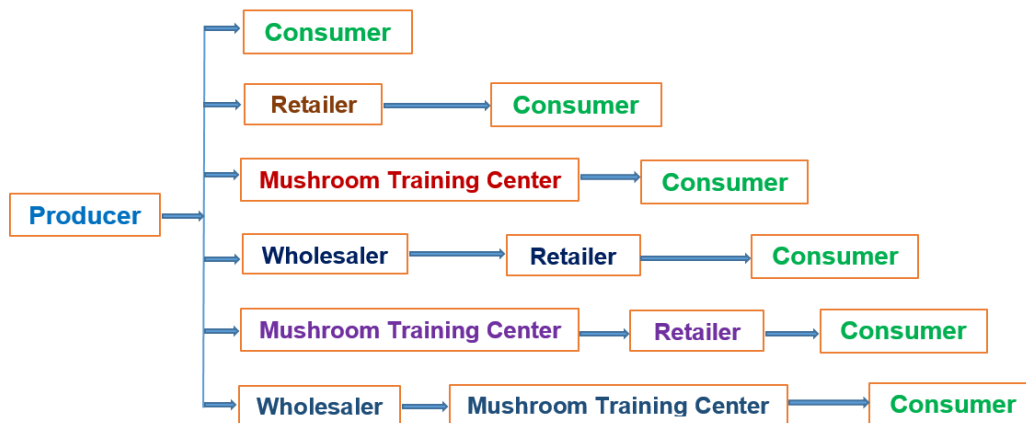 Consumer
Retailer Consumer
Mushroom Training Center Consumer
Producer
Wholesaler Retailer Consumer
Mushroom Training Center Retailer Consumer
Wholesaler Mushroom Training Center Consumer